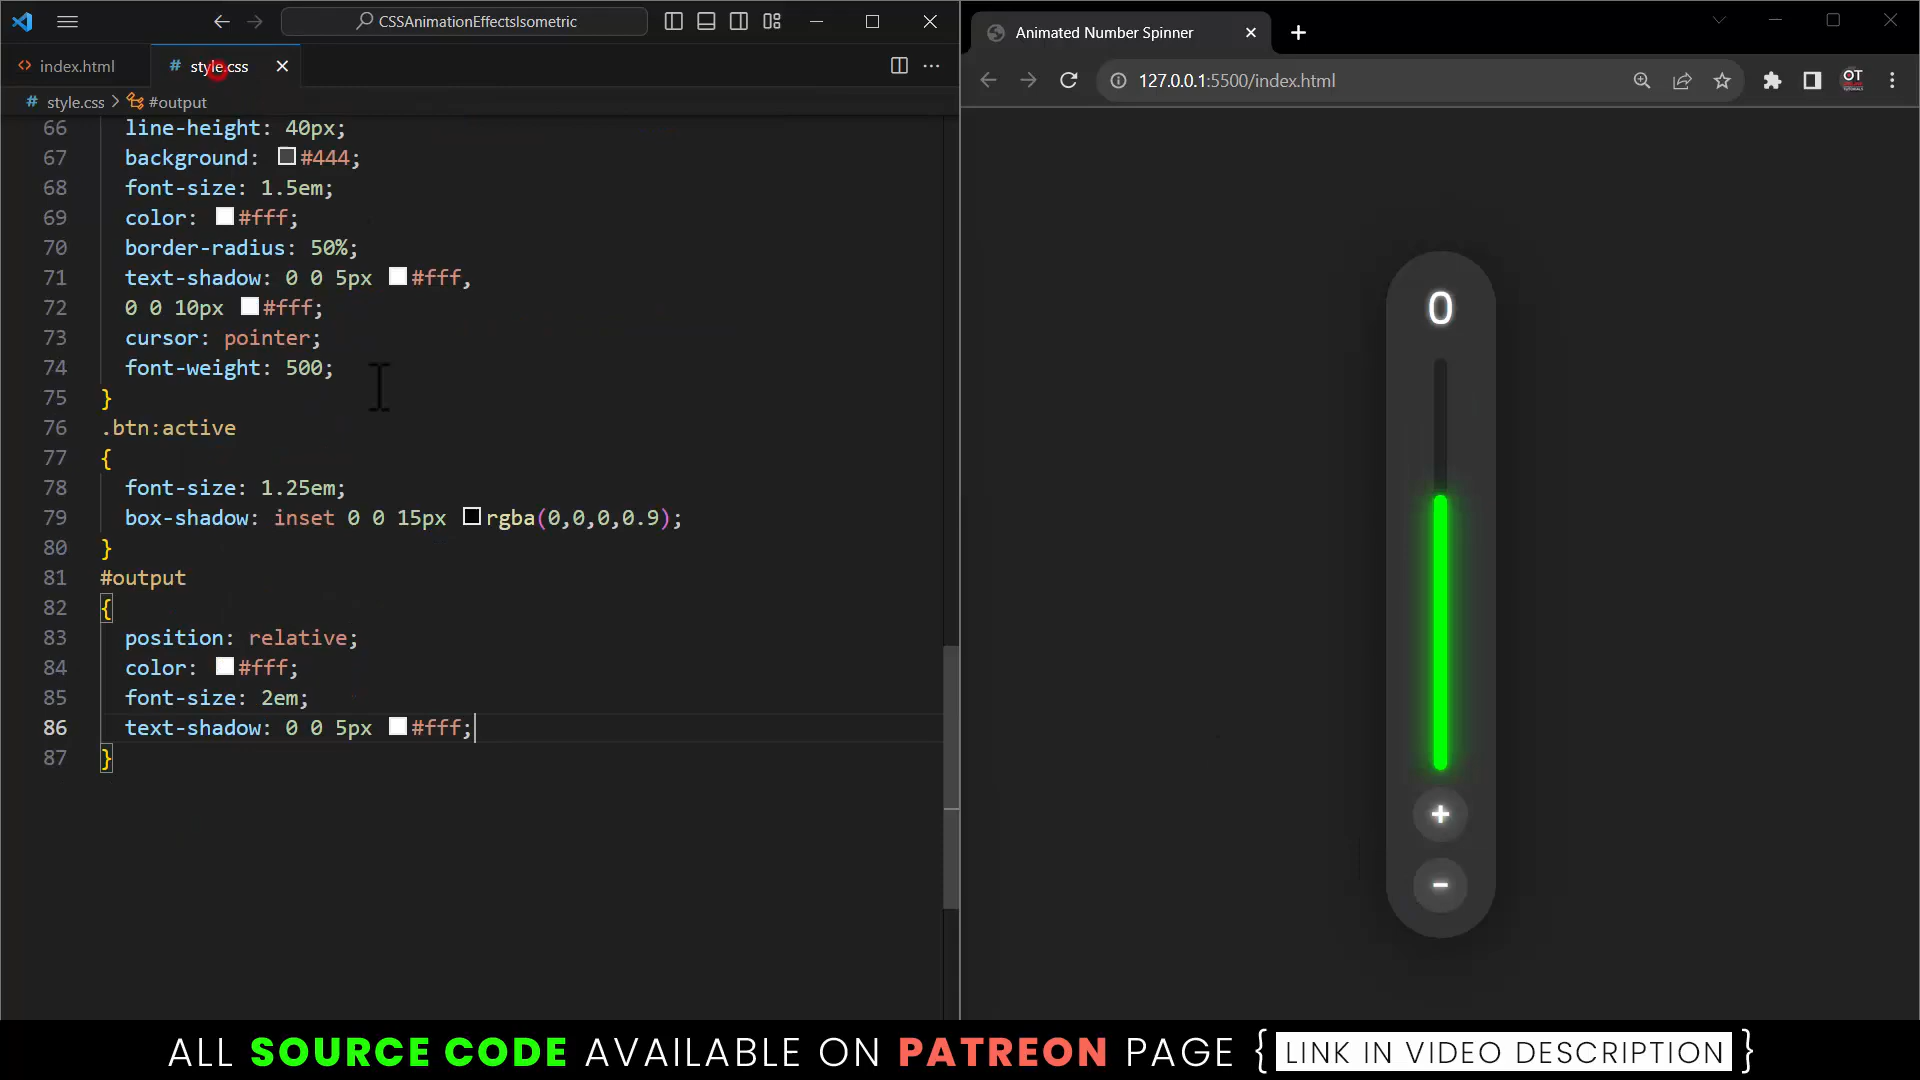 CSSAnimationEffectsIsometric
index.html
# style.css
# style.css > #output
66 line-height: 40px;
67 background: #444;
68 font-size: 1.5em;
69 color: #fff;
70 border-radius: 50%;
71 text-shadow: 0 0 5px #fff,
72 0 0 10px #fff;
73 cursor: pointer;
74 font-weight: 500;
75 }
76 .btn:active
77 {
78 font-size: 1.25em;
79 box-shadow: inset 0 0 15px rgba(0,0,0,0.9);
80 }
81 #output
82 {
83 position: relative;
84 color: #fff;
85 font-size: 2em;
86 text-shadow: 0 0 5px #fff;
87 }
Animated Number Spinner
127.0.0.1:5500/index.html
OT
0
+
-
ALL SOURCE CODE AVAILABLE ON PATREON PAGE { LINK IN VIDEO DESCRIPTION }